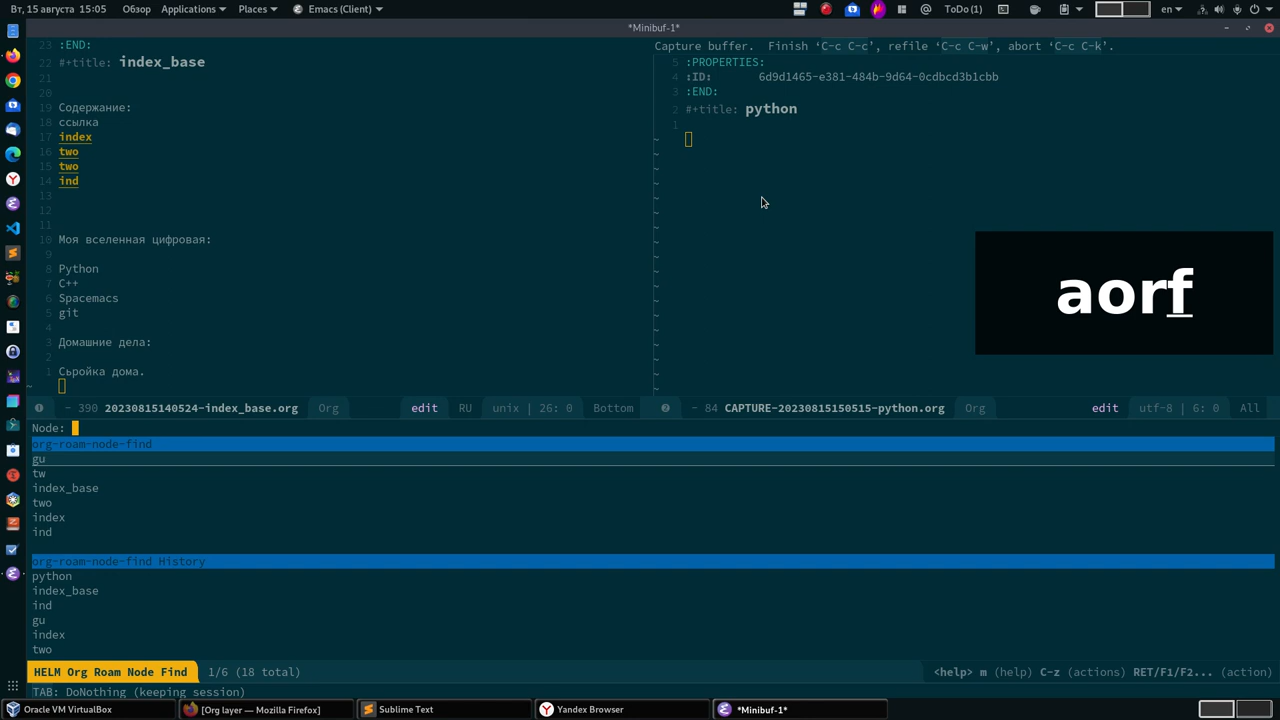 Вт, 15 августа 15:05 Обзор Applications Places Emacs (Client) ToDo (1) en
*Minibuf-1*
23 :END:
22 #+title: index_base
21
20
19 Содержание:
18 ссылка
17 index
16 two
15 two
14 ind
13
12
11
10 Моя вселенная цифровая:
9
8 Python
7 C++
6 Spacemacs
5 git
4
3 Домашние дела:
2
1 Сьройка дома.
~
Capture buffer. Finish ‘C-c C-c’, refile ‘C-c C-w’, abort ‘C-c C-k’.
5 :PROPERTIES:
4 :ID: 6d9d1465-e381-484b-9d64-0cdbcd3b1cbb
3 :END:
2 #+title: python
1
aorf
1 - 390 20230815140524-index_base.org Org edit RU unix | 26: 0 Bottom
2 - 84 CAPTURE-20230815150515-python.org Org edit utf-8 | 6: 0 All
Node:
org-roam-node-find
gu
tw
index_base
two
index
ind
org-roam-node-find History
python
index_base
ind
gu
index
two
HELM Org Roam Node Find 1/6 (18 total) <help> m (help) C-z (actions) RET/F1/F2... (action)
TAB: DoNothing (keeping session)
Oracle VM VirtualBox [Org layer — Mozilla Firefox] Sublime Text Yandex Browser *Minibuf-1*